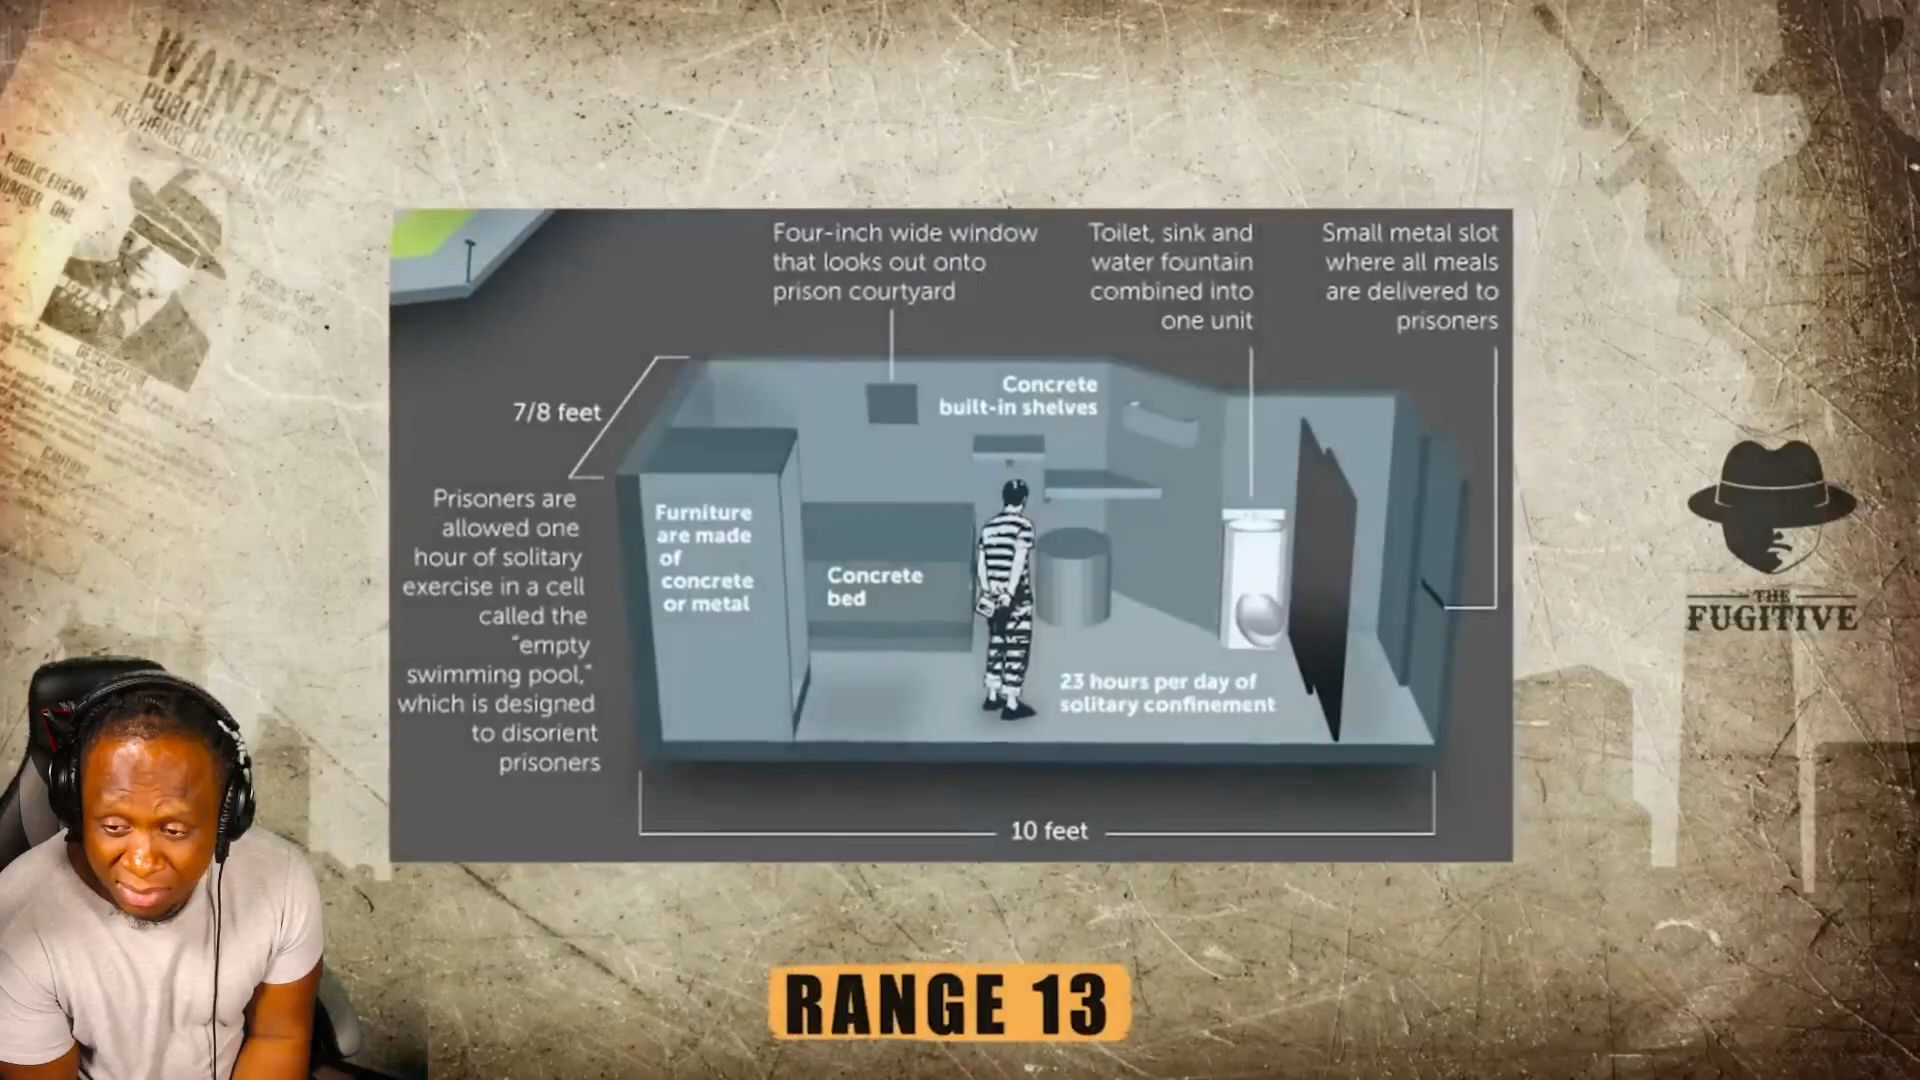 WANTED
PUBLIC ENEMY
PUBLIC ENEMY
NUMBER ONE
Four-inch wide window
that looks out onto
prison courtyard
Toilet, sink and
water fountain
combined into
one unit
Small metal slot
where all meals
are delivered to
prisoners
7/8 feet
Concrete
built-in shelves
Prisoners are
allowed one
hour of solitary
exercise in a cell
called the
"empty
swimming pool,"
which is designed
to disorient
prisoners
Furniture
are made
of
concrete
or metal
Concrete
bed
23 hours per day of
solitary confinement
10 feet
THE
FUGITIVE
RANGE 13